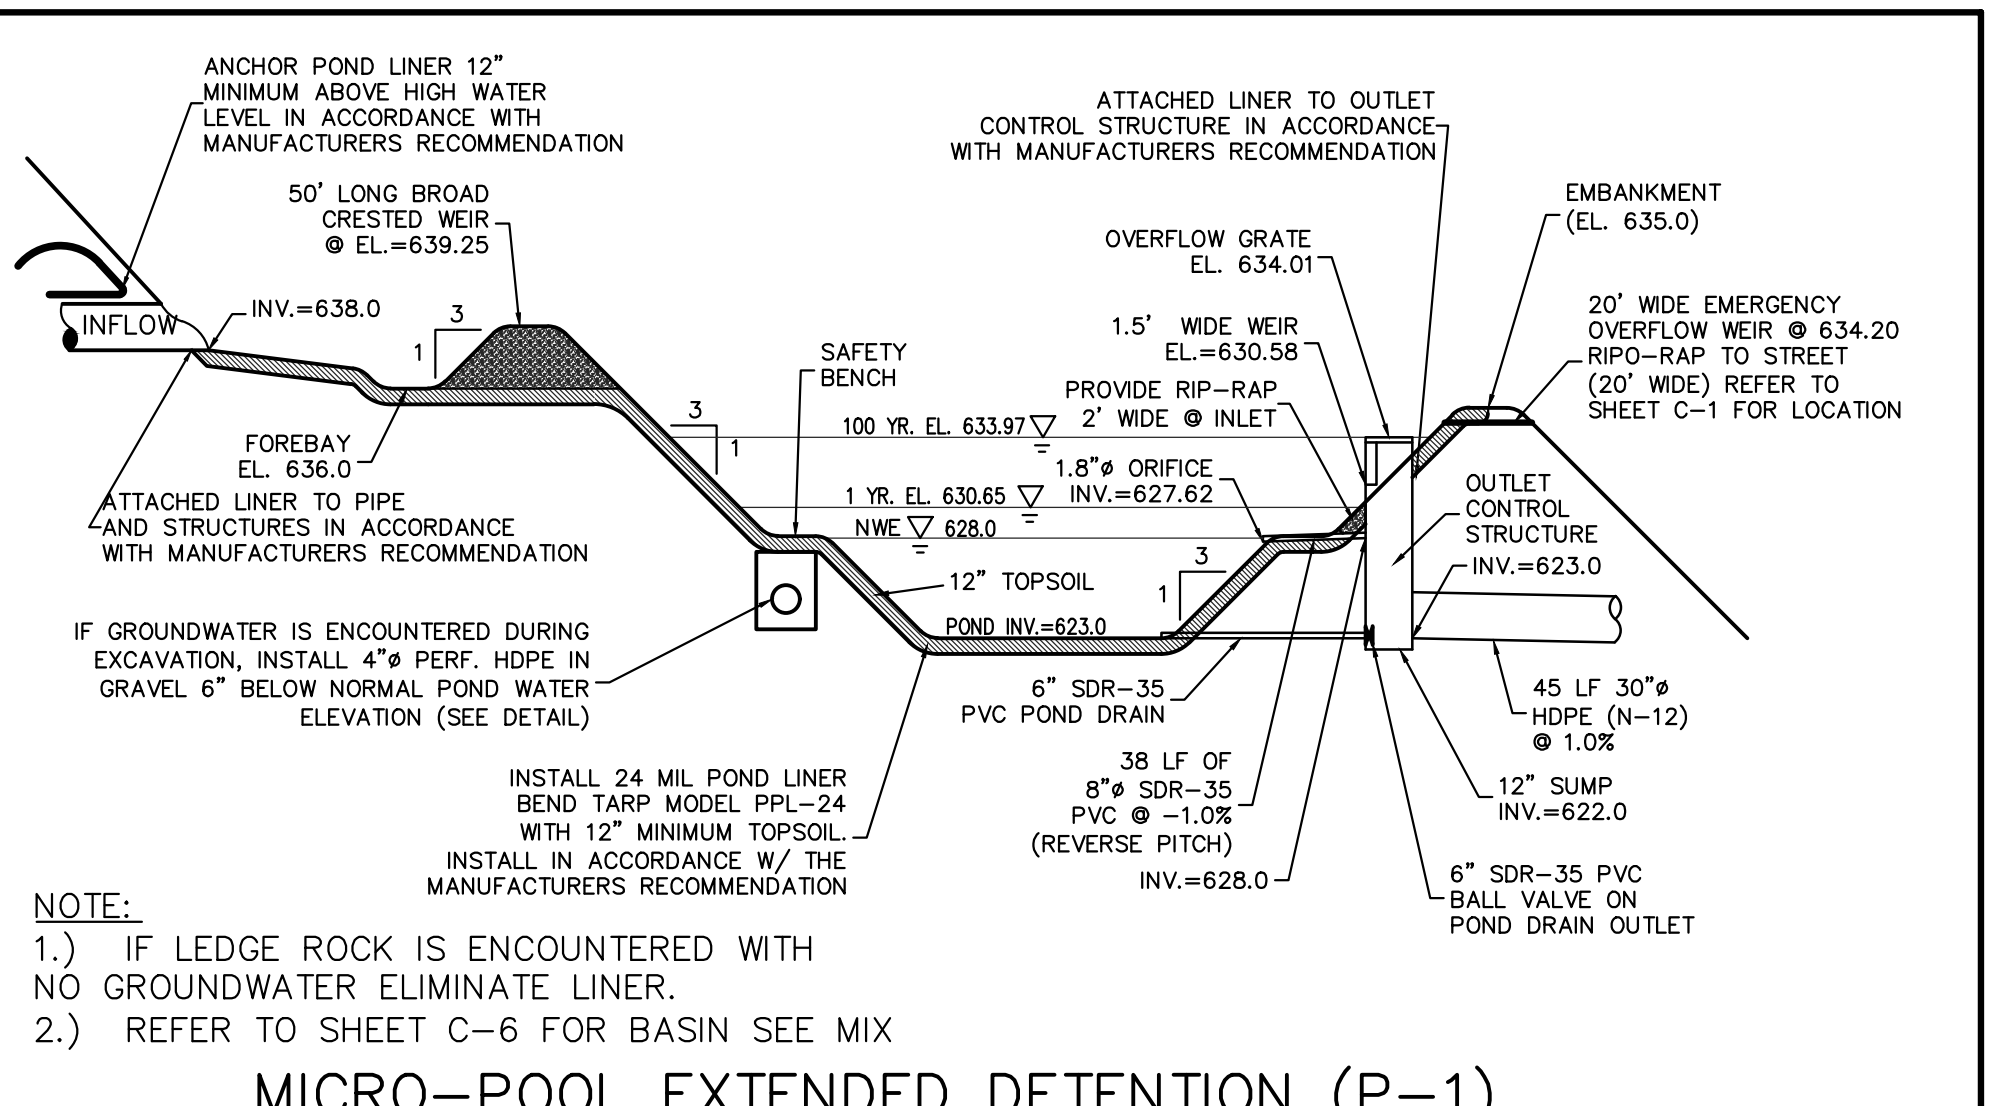 ANCHOR POND LINER 12”
MINIMUM ABOVE HIGH WATER
LEVEL IN ACCORDANCE WITH
MANUFACTURERS RECOMMENDATION
50’ LONG BROAD
CRESTED WEIR
@ EL.=639.25
INFLOW
INV.=638.0
3
1
FOREBAY
EL. 636.0
ATTACHED LINER TO PIPE
AND STRUCTURES IN ACCORDANCE
WITH MANUFACTURERS RECOMMENDATION
3
1
SAFETY
BENCH
ATTACHED LINER TO OUTLET
CONTROL STRUCTURE IN ACCORDANCE
WITH MANUFACTURERS RECOMMENDATION
OVERFLOW GRATE
EL. 634.01
1.5’ WIDE WEIR
EL.=630.58
PROVIDE RIP-RAP
2’ WIDE @ INLET
100 YR. EL. 633.97
1.8”ø ORIFICE
INV.=627.62
1 YR. EL. 630.65
NWE 628.0
EMBANKMENT
(EL. 635.0)
20’ WIDE EMERGENCY
OVERFLOW WEIR @ 634.20
RIPO-RAP TO STREET
(20’ WIDE) REFER TO
SHEET C-1 FOR LOCATION
OUTLET
CONTROL
STRUCTURE
INV.=623.0
12” TOPSOIL
3
1
POND INV.=623.0
IF GROUNDWATER IS ENCOUNTERED DURING
EXCAVATION, INSTALL 4”ø PERF. HDPE IN
GRAVEL 6” BELOW NORMAL POND WATER
ELEVATION (SEE DETAIL)
6” SDR-35
PVC POND DRAIN
45 LF 30”ø
HDPE (N-12)
@ 1.0%
INSTALL 24 MIL POND LINER
BEND TARP MODEL PPL-24
WITH 12” MINIMUM TOPSOIL.
INSTALL IN ACCORDANCE W/ THE
MANUFACTURERS RECOMMENDATION
38 LF OF
8”ø SDR-35
PVC @ -1.0%
(REVERSE PITCH)
INV.=628.0
12” SUMP
INV.=622.0
6” SDR-35 PVC
BALL VALVE ON
POND DRAIN OUTLET
NOTE:
1.) IF LEDGE ROCK IS ENCOUNTERED WITH
NO GROUNDWATER ELIMINATE LINER.
2.) REFER TO SHEET C-6 FOR BASIN SEE MIX
MICRO-POOL EXTENDED DETENTION (P-1)